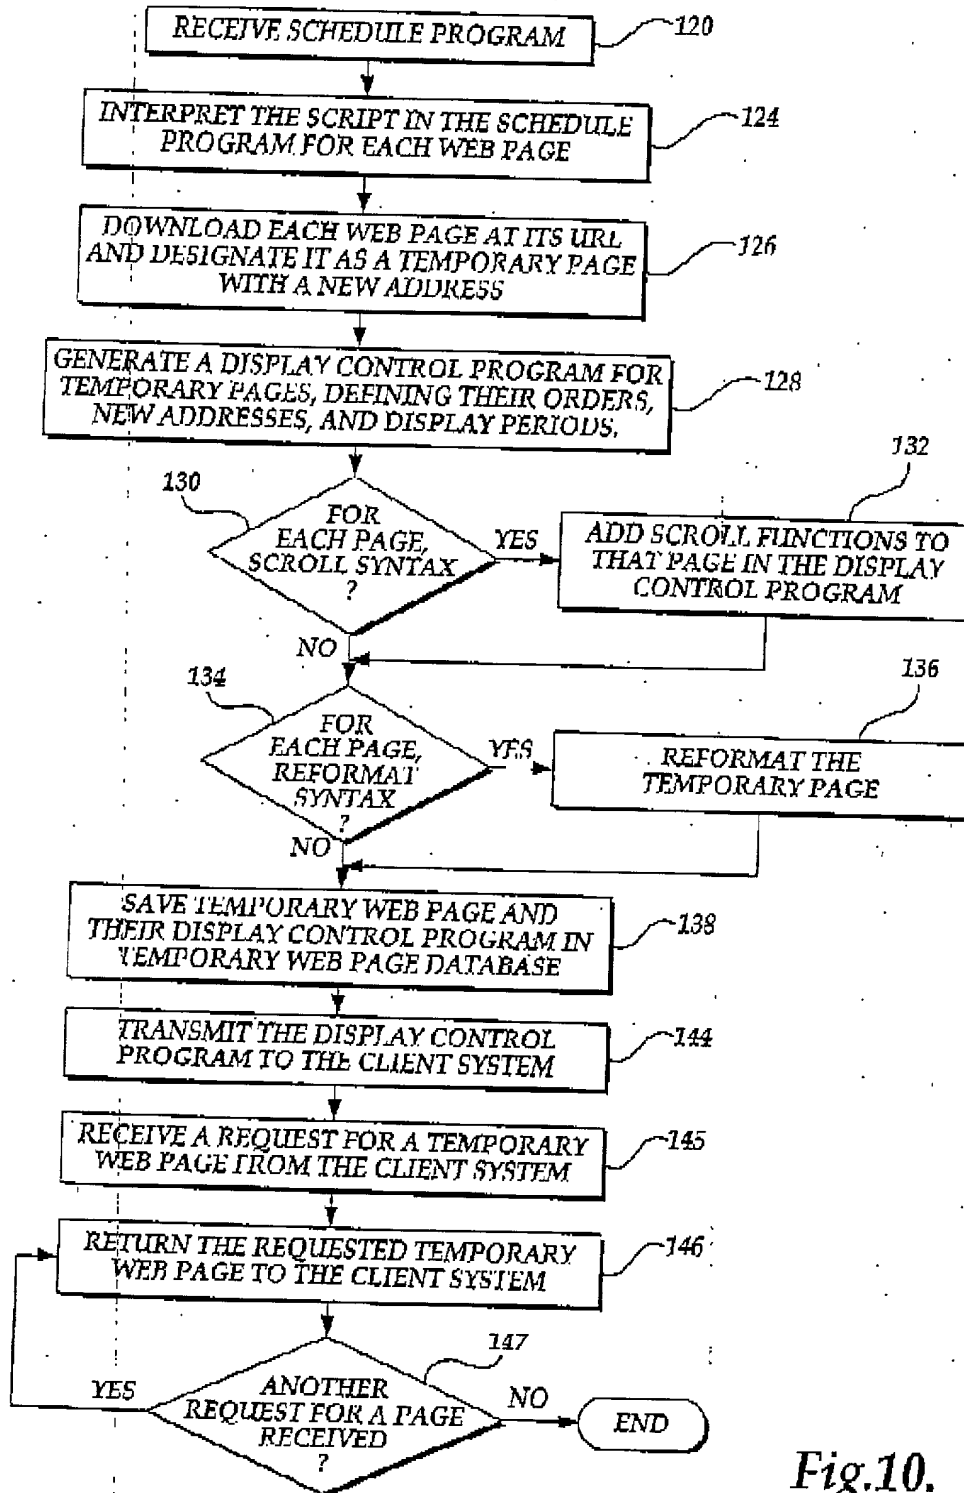 RECEIVE SCHEDULE PROGRAM
120
INTERPRET THE SCRIPT IN THE SCHEDULE
PROGRAM FOR EACH WEB PAGE
124
DOWNLOAD EACH WEB PAGE AT ITS URL
AND DESIGNATE IT AS A TEMPORARY PAGE
WITH A NEW ADDRESS
126
GENERATE A DISPLAY CONTROL PROGRAM FOR
TEMPORARY PAGES, DEFINING THEIR ORDERS,
NEW ADDRESSES, AND DISPLAY PERIODS.
128
130
FOR
EACH PAGE,
SCROLL SYNTAX
?
YES
NO
132
ADD SCROLL FUNCTIONS TO
THAT PAGE IN THE DISPLAY
CONTROL PROGRAM
134
FOR
EACH PAGE,
REFORMAT
SYNTAX
?
YES
NO
136
REFORMAT THE
TEMPORARY PAGE
SAVE TEMPORARY WEB PAGE AND
THEIR DISPLAY CONTROL PROGRAM IN
TEMPORARY WEB PAGE DATABASE
138
TRANSMIT THE DISPLAY CONTROL
PROGRAM TO THE CLIENT SYSTEM
144
RECEIVE A REQUEST FOR A TEMPORARY
WEB PAGE FROM THE CLIENT SYSTEM
145
RETURN THE REQUESTED TEMPORARY
WEB PAGE TO THE CLIENT SYSTEM
146
147
YES
ANOTHER
REQUEST FOR A PAGE
RECEIVED
?
NO
END
Fig.10.